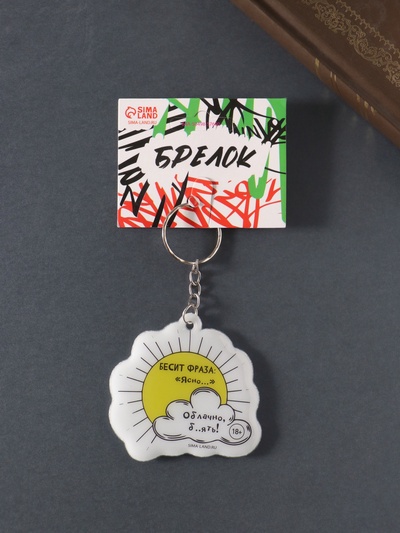 SIMA
LAND
SIMA-LAND.RU
БРЕЛОК
БЕСИТ ФРАЗА:
«Ясно...»
Облачно,
б..ять!
18+
SIMA-LAND.RU